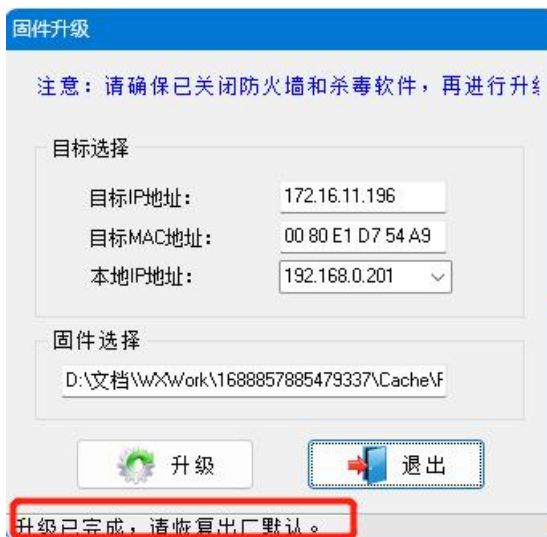 固件升级
注意：请确保已关闭防火墙和杀毒软件，再进行升级
目标选择
目标IP地址：
172.16.11.196
目标MAC地址：
00 80 E1 D7 54 A9
本地IP地址：
192.168.0.201
固件选择
D:\文档\WXWork\1688857885479337\Cache\F
升级
退出
升级已完成，请恢复出厂默认。